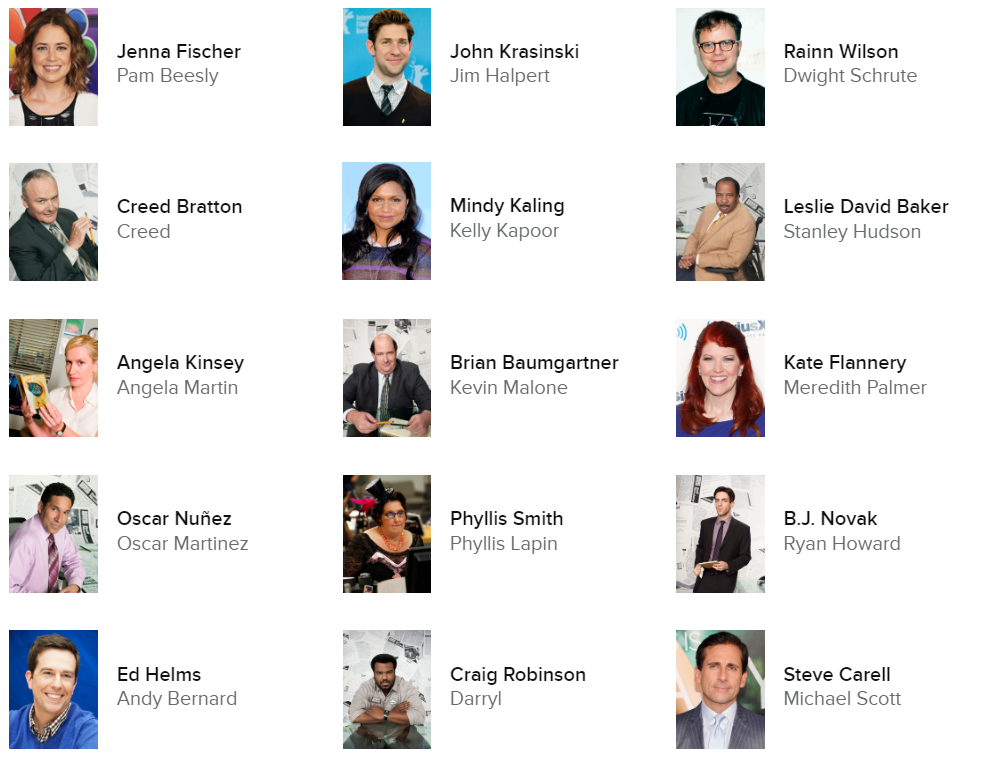 Jenna Fischer
Pam Beesly
John Krasinski
Jim Halpert
Rainn Wilson
Dwight Schrute
Creed Bratton
Creed
Mindy Kaling
Kelly Kapoor
Leslie David Baker
Stanley Hudson
Angela Kinsey
Angela Martin
Brian Baumgartner
Kevin Malone
Kate Flannery
Meredith Palmer
Oscar Nuñez
Oscar Martinez
Phyllis Smith
Phyllis Lapin
B.J. Novak
Ryan Howard
Ed Helms
Andy Bernard
Craig Robinson
Darryl
Steve Carell
Michael Scott